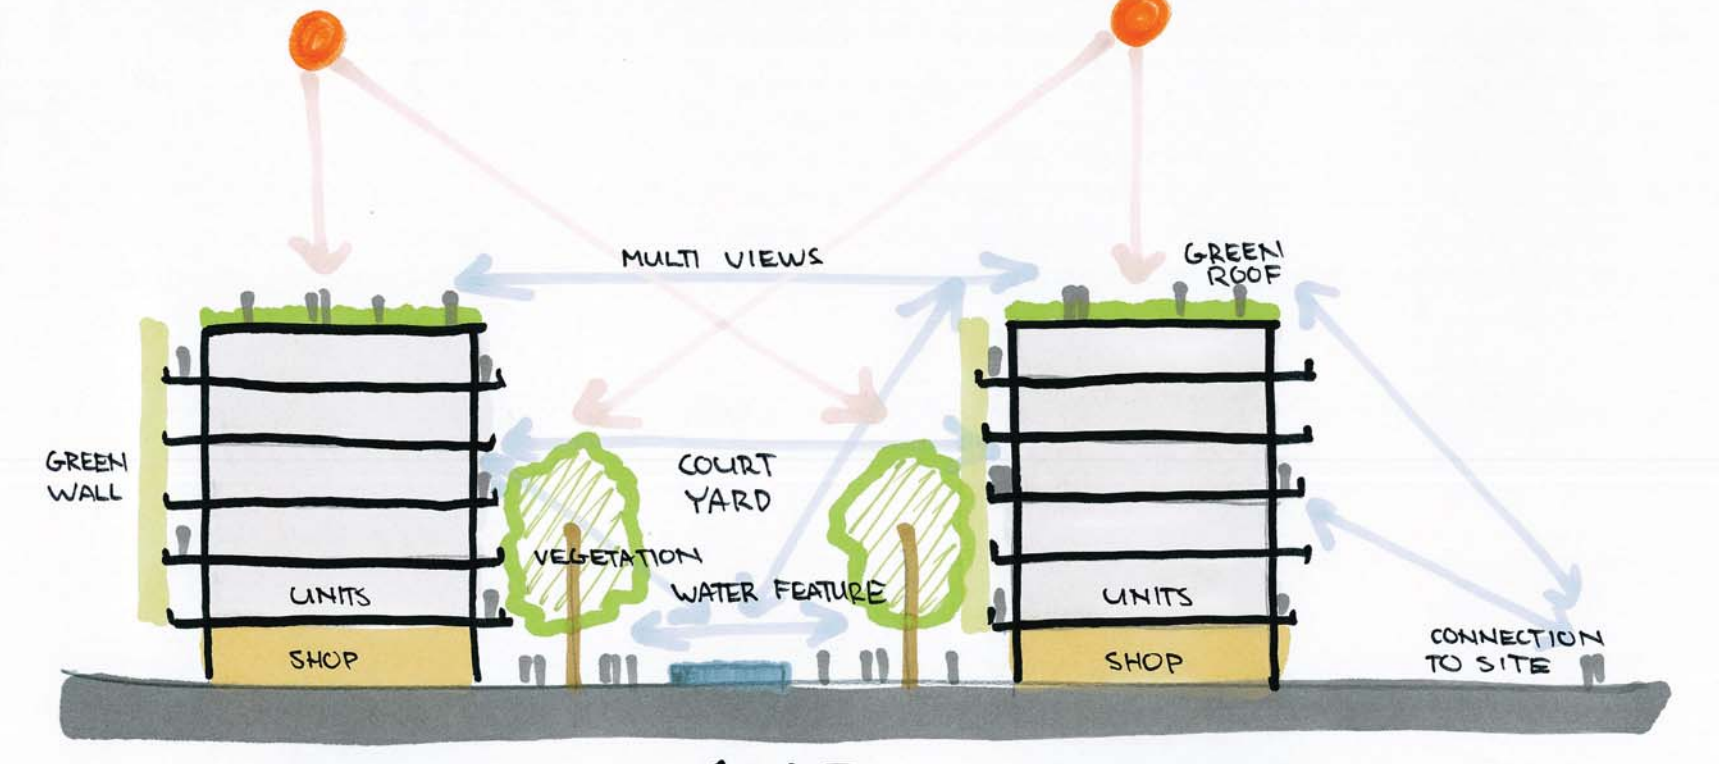 MULTI VIEWS
GREEN
ROOF
GREEN
WALL
COURT
YARD
VEGETATION
WATER FEATURE
UNITS
UNITS
SHOP
SHOP
CONNECTION
TO SITE